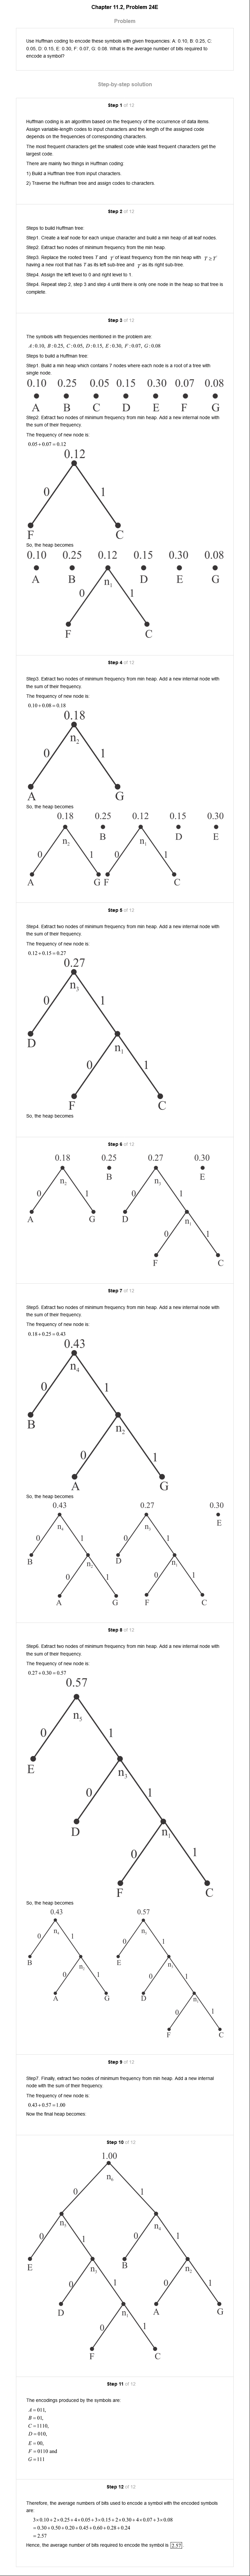 Chapter 11.2, Problem 24E
Problem
Use Huffman coding to encode these symbols with given frequencies: A: 0.10, B: 0.25, C:
0.05, D: 0.15, E: 0.30, F: 0.07, G: 0.08. What is the average number of bits required to
encode a symbol?
Step-by-step solution
Step 1 of 12
Huffman coding is an algorithm based on the frequency of the occurrence of data items.
Assign variable-length codes to input characters and the length of the assigned code
depends on the frequencies of corresponding characters.
The most frequent characters get the smallest code while least frequent characters get the
largest code.
There are mainly two things in Huffman coding:
1) Build a Huffman tree from input characters.
2) Traverse the Huffman tree and assign codes to characters.
Step 2 of 12
Steps to build Huffman tree:
Step1. Create a leaf node for each unique character and build a min heap of all leaf nodes.
Step2. Extract two nodes of minimum frequency from the min heap.
Step3. Replace the rooted trees T and T' of least frequency from the min heap with T ≥ T'
having a new root that has T as its left sub-tree and T' as its right sub-tree.
Step4. Assign the left level to 0 and right level to 1.
Step4. Repeat step 2, step 3 and step 4 until there is only one node in the heap so that tree is
complete.
Step 3 of 12
The symbols with frequencies mentioned in the problem are:
A : 0.10, B : 0.25, C : 0.05, D : 0.15, E : 0.30, F : 0.07, G : 0.08
Steps to build a Huffman tree:
Step1. Build a min heap which contains 7 nodes where each node is a root of a tree with
single node.
0.10 0.25 0.05 0.15 0.30 0.07 0.08
A B C D E F G
Step2. Extract two nodes of minimum frequency from min heap. Add a new internal node with
the sum of their frequency.
The frequency of new node is:
0.05 + 0.07 = 0.12
0.12
0 1
F C
So, the heap becomes
0.10 0.25 0.12 0.15 0.30 0.08
A B n1 D E G
0 1
F C
Step 4 of 12
Step3. Extract two nodes of minimum frequency from min heap. Add a new internal node with
the sum of their frequency.
The frequency of new node is:
0.10 + 0.08 = 0.18
0.18
n2
0 1
A G
So, the heap becomes
0.18 0.25 0.12 0.15 0.30
n2 B n1 D E
0 1 0 1
A G F C
Step 5 of 12
Step4. Extract two nodes of minimum frequency from min heap. Add a new internal node with
the sum of their frequency.
The frequency of new node is:
0.12 + 0.15 = 0.27
0.27
n3
0 1
D n1
0 1
F C
So, the heap becomes
Step 6 of 12
0.18 0.25 0.27 0.30
n2 B n3 E
0 1 0 1
A G D n1
0 1
F C
Step 7 of 12
Step5. Extract two nodes of minimum frequency from min heap. Add a new internal node with
the sum of their frequency.
The frequency of new node is:
0.18 + 0.25 = 0.43
0.43
n4
0 1
B n2
0 1
A G
So, the heap becomes
0.43 0.27 0.30
n4 n3 E
0 1 0 1
B n2 D n1
0 1 0 1
A G F C
Step 8 of 12
Step6. Extract two nodes of minimum frequency from min heap. Add a new internal node with
the sum of their frequency.
The frequency of new node is:
0.27 + 0.30 = 0.57
0.57
n5
0 1
E n3
0 1
D n1
0 1
F C
So, the heap becomes
0.43 0.57
n4 n5
0 1 0 1
B n2 E n3
0 1 0 1
A G D n1
0 1
F C
Step 9 of 12
Step7. Finally, extract two nodes of minimum frequency from min heap. Add a new internal
node with the sum of their frequency.
The frequency of new node is:
0.43 + 0.57 = 1.00
Now the final heap becomes:
Step 10 of 12
1.00
n6
0 1
n5 n4
0 1 0 1
E n3 B n2
0 1 0 1
D n1 A G
0 1
F C
Step 11 of 12
The encodings produced by the symbols are:
A = 011,
B = 01,
C = 1110,
D = 010,
E = 00,
F = 0110 and
G = 111
Step 12 of 12
Therefore, the average numbers of bits used to encode a symbol with the encoded symbols
are:
3×0.10 + 2×0.25 + 4×0.05 + 3×0.15 + 2×0.30 + 4×0.07 + 3×0.08
= 0.30 + 0.50 + 0.20 + 0.45 + 0.60 + 0.28 + 0.24
= 2.57
Hence, the average number of bits required to encode the symbol is 2.57.